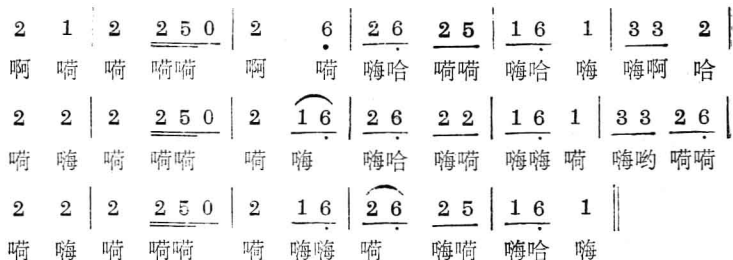 2 1 | 2 2 5 0 | 2 6̣ | 2 6̣ 2 5 | 1 6̣ 1 | 3 3 2 |
啊 嗬 嗬 嗬嗬 啊 嗬 嗨哈 嗬嗬 嗨哈 嗨 嗨啊 哈
2 2 | 2 2 5 0 | 2 1 6̣ | 2 6̣ 2 2 | 1 6̣ 1 | 3 3 2 6̣ |
嗬 嗨 嗬 嗬嗬 嗬 嗨 嗨哈 嗨嗬 嗨嗨 嗬 嗨哟 嗬嗬
2 2 | 2 2 5 0 | 2 1 6̣ | 2 6̣ 2 5 | 1 6̣ 1 ‖
嗬 嗨 嗬 嗬嗬 嗬 嗨嗨 嗬 嗨嗬 嗨哈 嗨